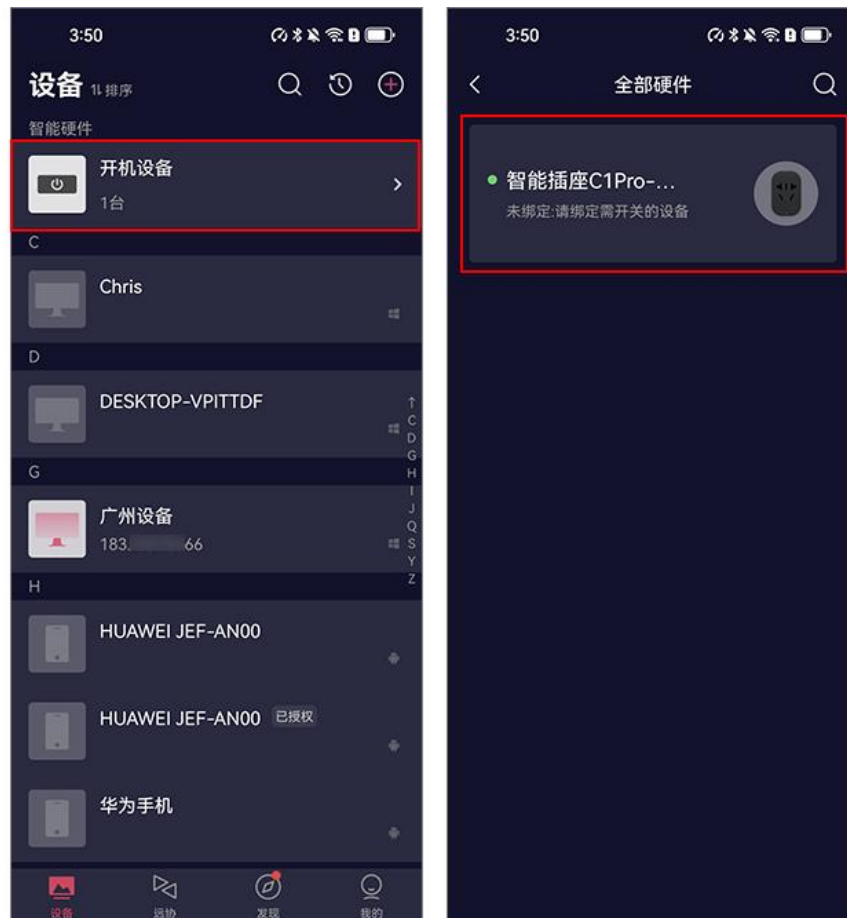 3:50
设备 排序
智能硬件
开机设备
1台
C
Chris
D
DESKTOP-VPITTDF
G
广州设备
183. 66
H
HUAWEI JEF-AN00
HUAWEI JEF-AN00 已授权
华为手机
↑
C
D
G
H
I
J
Q
S
Y
Z
设备 远协 发现 我的
3:50
全部硬件
智能插座C1Pro-...
未绑定:请绑定需开关的设备